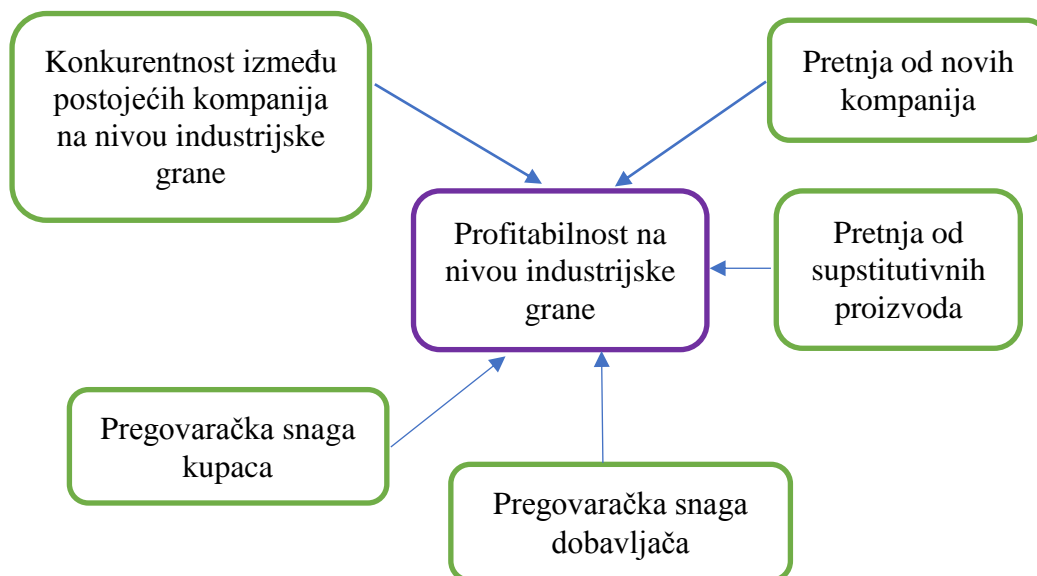 Konkurentnost između
postojećih kompanija
na nivou industrijske
grane
Pretnja od novih
kompanija
Profitabilnost na
nivou industrijske
grane
Pretnja od
supstitutivnih
proizvoda
Pregovaračka snaga
kupaca
Pregovaračka snaga
dobavljača